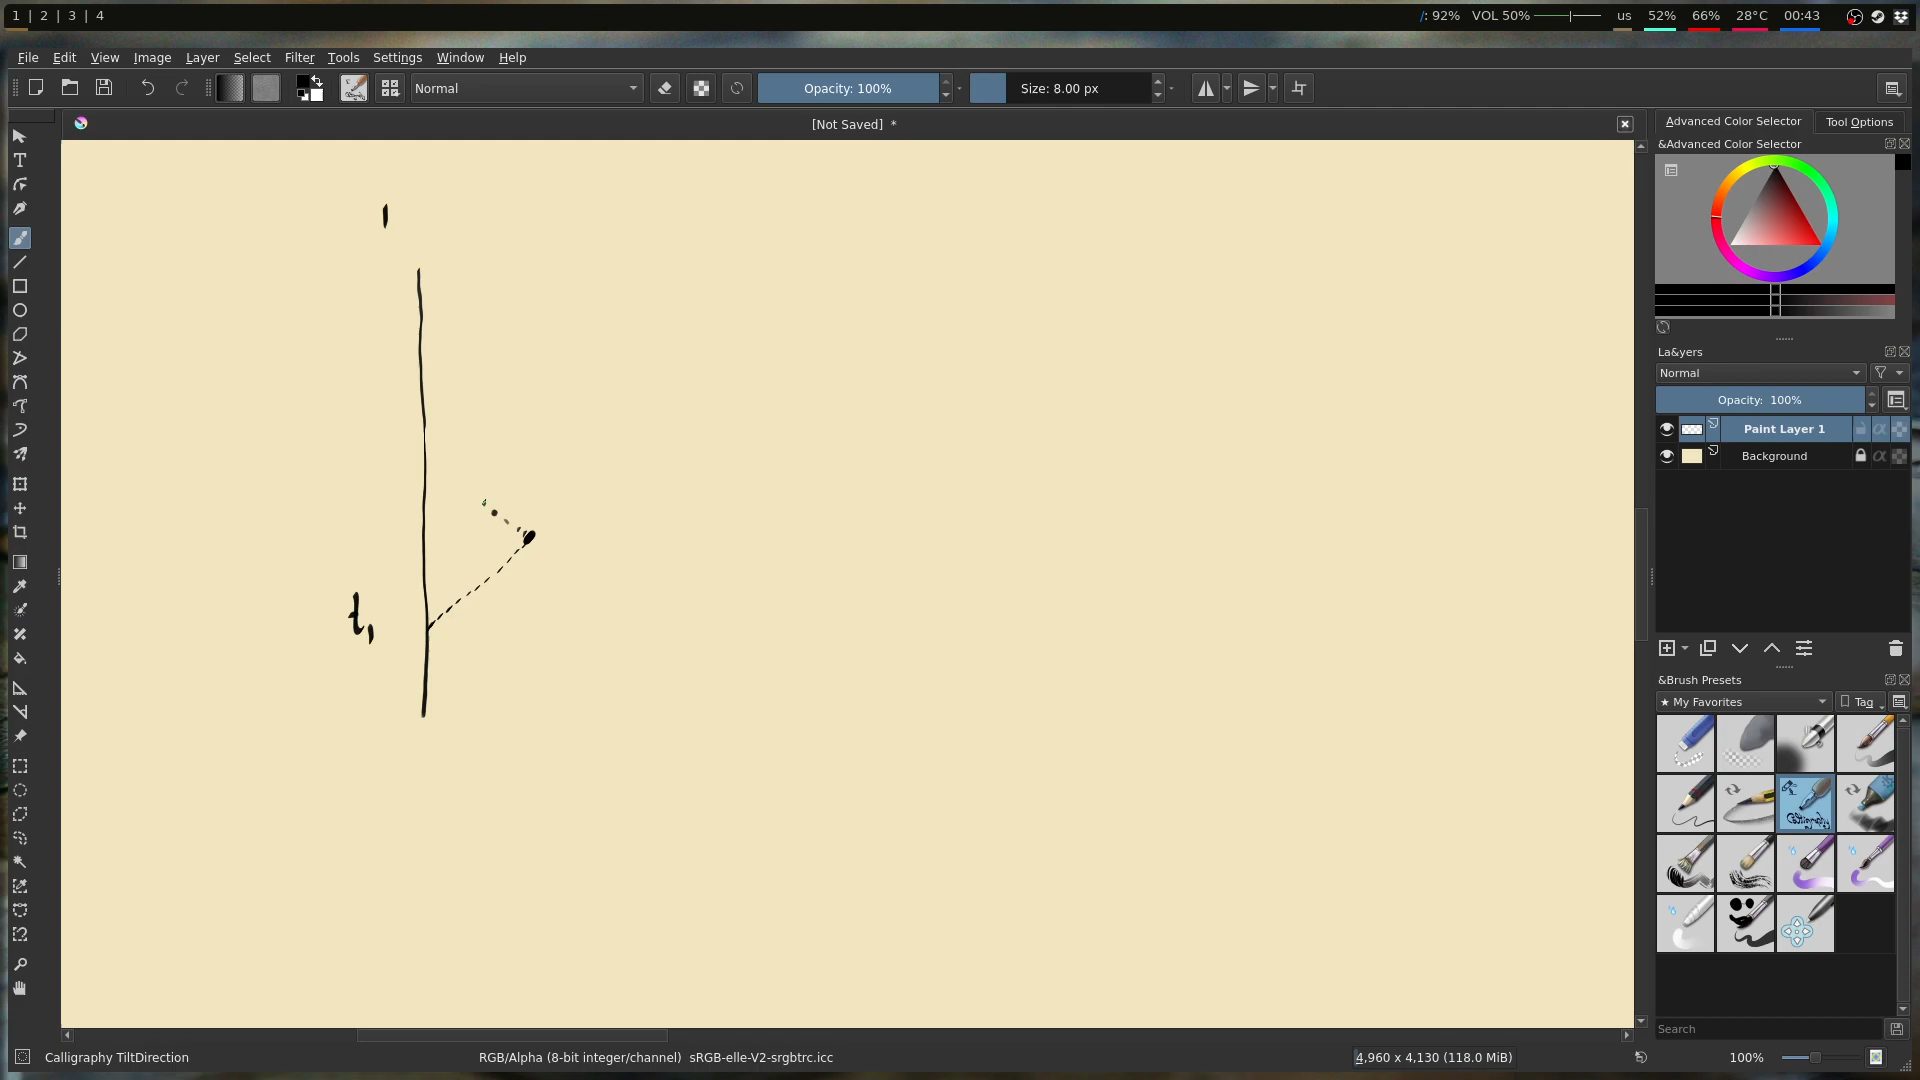 1 | 2 | 3 | 4
/: 92% VOL 50% us 52% 66% 28°C 00:43
File Edit View Image Layer Select Filter Tools Settings Window Help
Normal Opacity: 100% Size: 8.00 px
[Not Saved] *
Advanced Color Selector Tool Options
&Advanced Color Selector
La&yers
Normal
Opacity: 100%
Paint Layer 1
Background
t₁
&Brush Presets
★ My Favorites Tag
Calligraphy
Search
Calligraphy TiltDirection RGB/Alpha (8-bit integer/channel) sRGB-elle-V2-srgbtrc.icc 4,960 x 4,130 (118.0 MiB) 100%